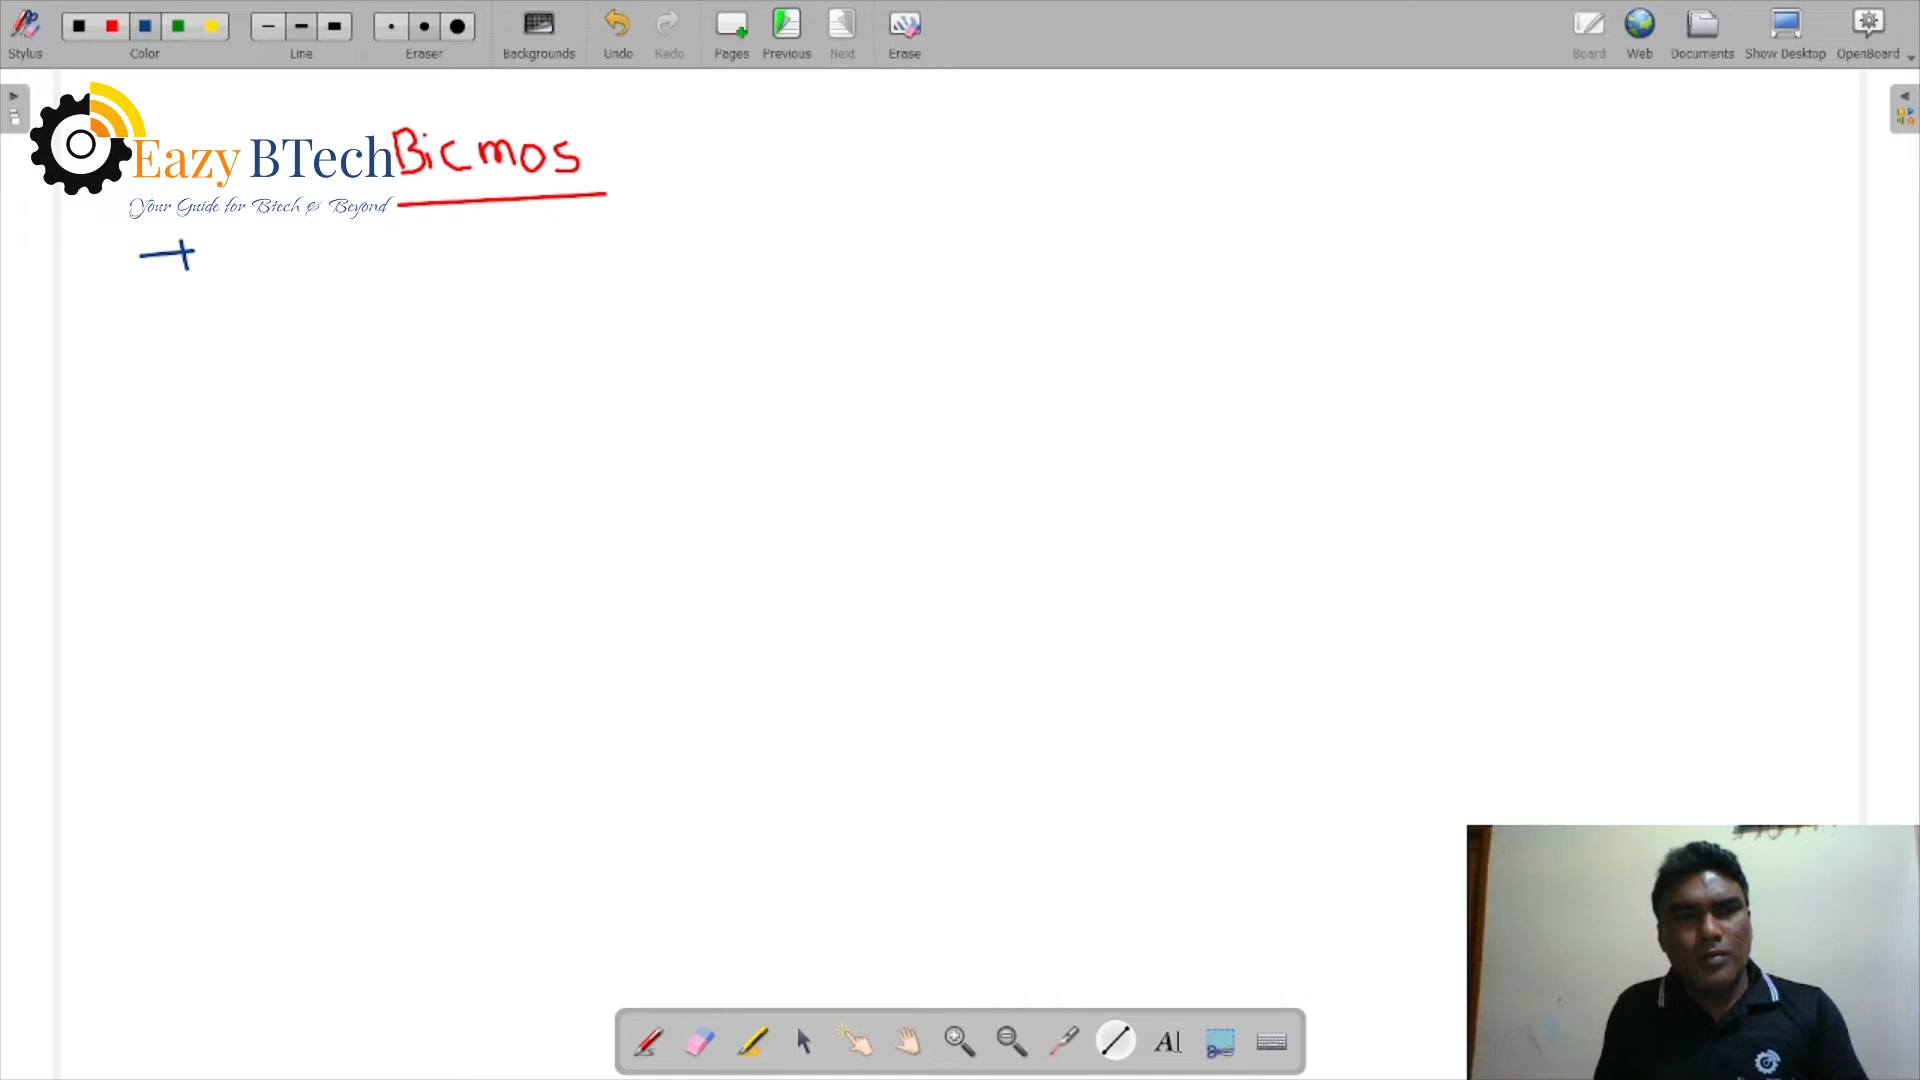 Stylus Color Line Eraser Backgrounds Undo Redo Pages Previous Next Erase Board Web Documents Show Desktop OpenBoard
Eazy BTech Bicmos
Your Guide for Btech & Beyond
AI